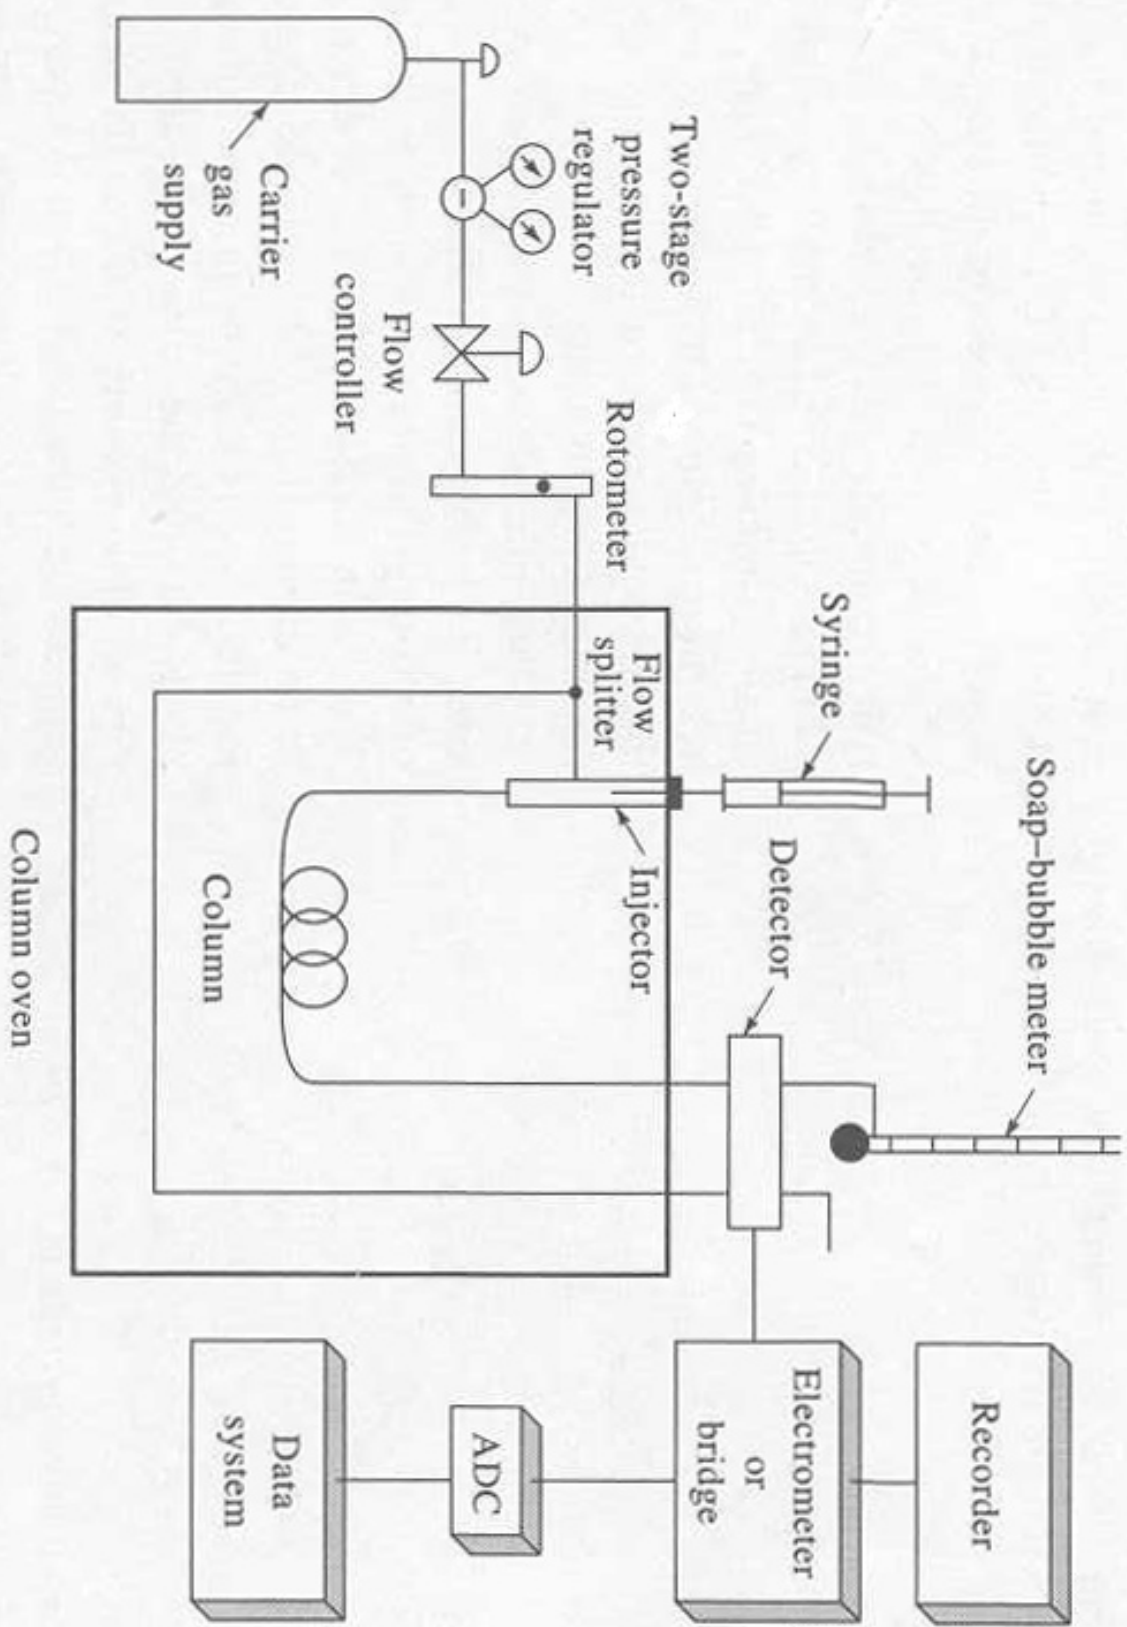 Soap-bubble meter
Syringe
Detector
Recorder
Two-stage
pressure
regulator
Rotometer
Flow
splitter
Injector
Electrometer
or
bridge
Flow
controller
ADC
Carrier
gas
supply
Column
Data
system
Column oven